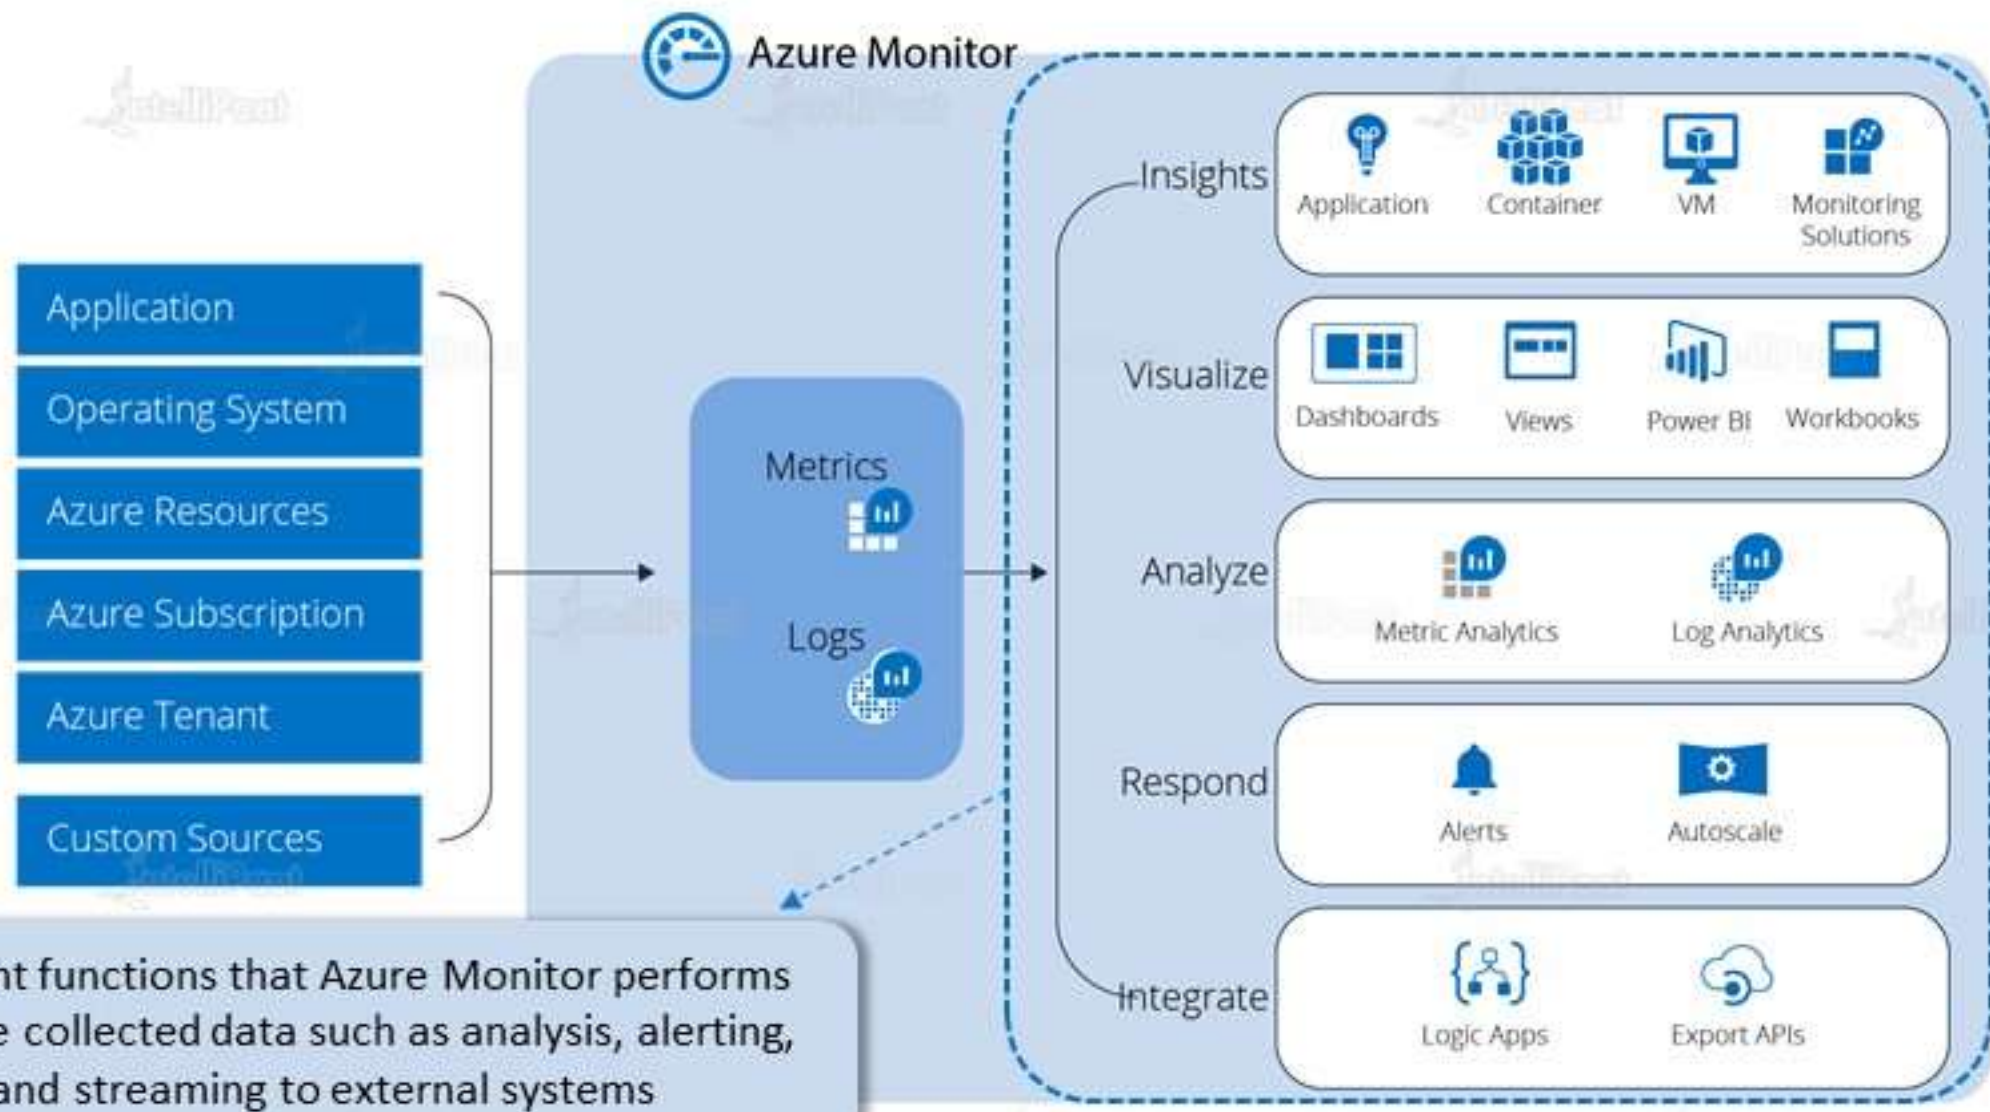 Azure Monitor
Application
Operating System
Azure Resources
Azure Subscription
Azure Tenant
Custom Sources
Metrics
Logs
Insights
Application
Container
VM
Monitoring
Solutions
Visualize
Dashboards
Views
Power BI
Workbooks
Analyze
Metric Analytics
Log Analytics
Respond
Alerts
Autoscale
Integrate
Logic Apps
Export APIs
functions that Azure Monitor performs
collected data such as analysis, alerting,
and streaming to external systems
IntelliPaat